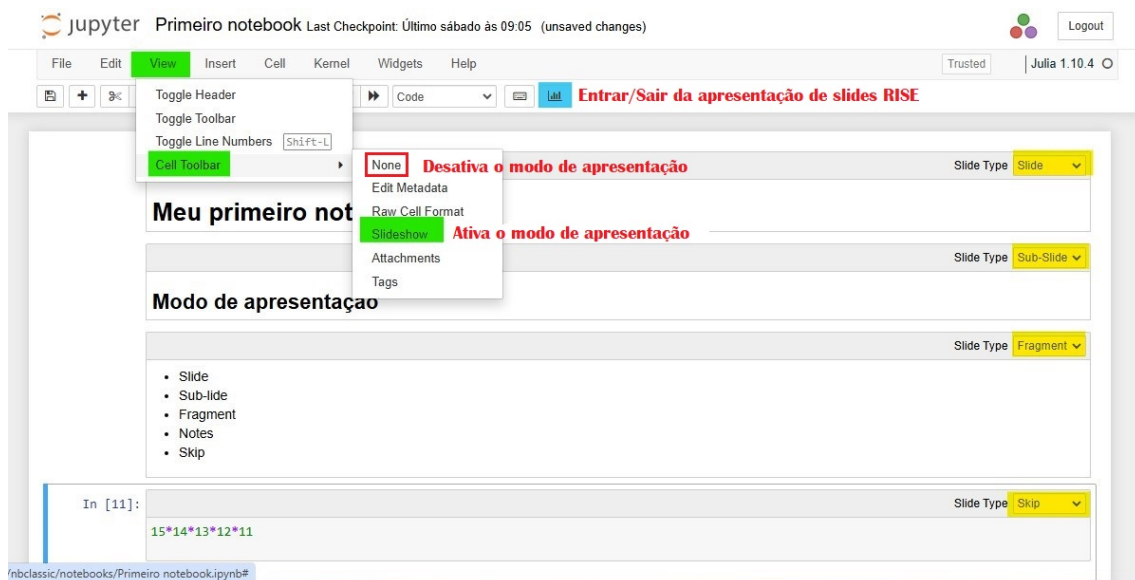 jupyter Primeiro notebook Last Checkpoint: Último sábado às 09:05 (unsaved changes) Logout
File Edit View Insert Cell Kernel Widgets Help Trusted Julia 1.10.4
Code Entrar/Sair da apresentação de slides RISE
Toggle Header
Toggle Toolbar
Toggle Line Numbers Shift-L
Cell Toolbar
None Desativa o modo de apresentação
Edit Metadata
Raw Cell Format
Slideshow Ativa o modo de apresentação
Attachments
Tags
Slide Type Slide
Meu primeiro not
Slide Type Sub-Slide
Modo de apresentação
Slide Type Fragment
• Slide
• Sub-lide
• Fragment
• Notes
• Skip
In [11]: Slide Type Skip
15*14*13*12*11
/nbclassic/notebooks/Primeiro notebook.ipynb#